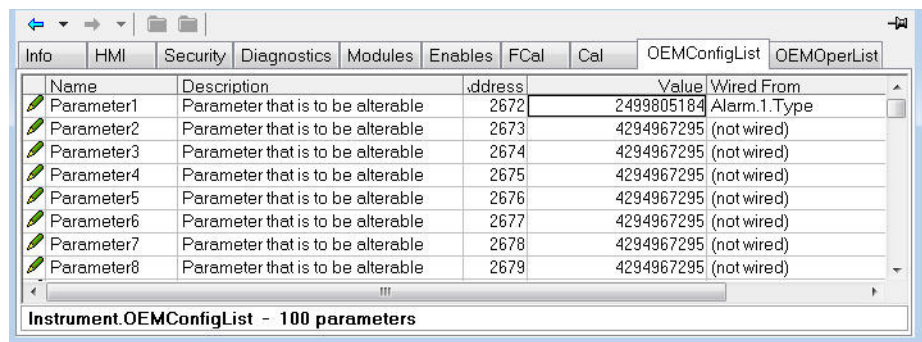 Info HMI Security Diagnostics Modules Enables FCal Cal OEMConfigList OEMOperList
Name Description ddress Value Wired From
Parameter1 Parameter that is to be alterable 2672 2499805184 Alarm.1.Type
Parameter2 Parameter that is to be alterable 2673 4294967295 (not wired)
Parameter3 Parameter that is to be alterable 2674 4294967295 (not wired)
Parameter4 Parameter that is to be alterable 2675 4294967295 (not wired)
Parameter5 Parameter that is to be alterable 2676 4294967295 (not wired)
Parameter6 Parameter that is to be alterable 2677 4294967295 (not wired)
Parameter7 Parameter that is to be alterable 2678 4294967295 (not wired)
Parameter8 Parameter that is to be alterable 2679 4294967295 (not wired)
Instrument.OEMConfigList - 100 parameters